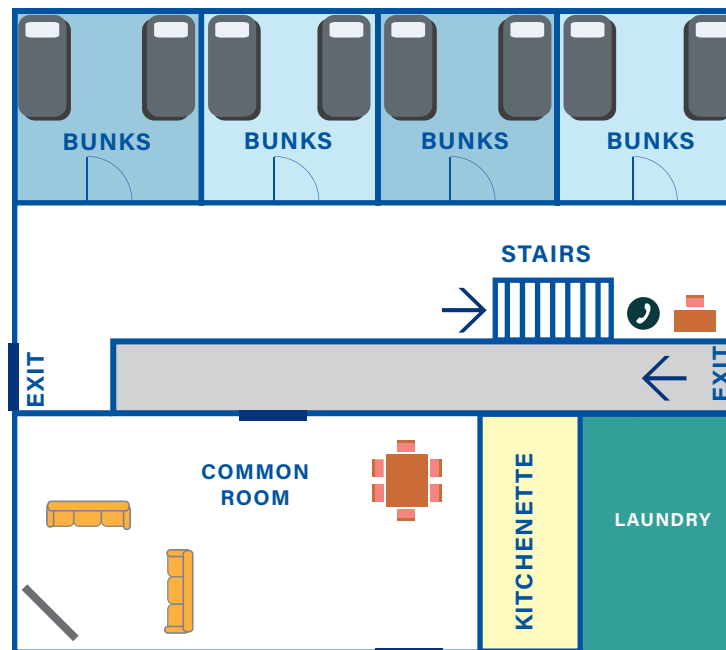 BUNKS
BUNKS
BUNKS
BUNKS
STAIRS
EXIT
EXIT
COMMON
ROOM
KITCHENETTE
LAUNDRY